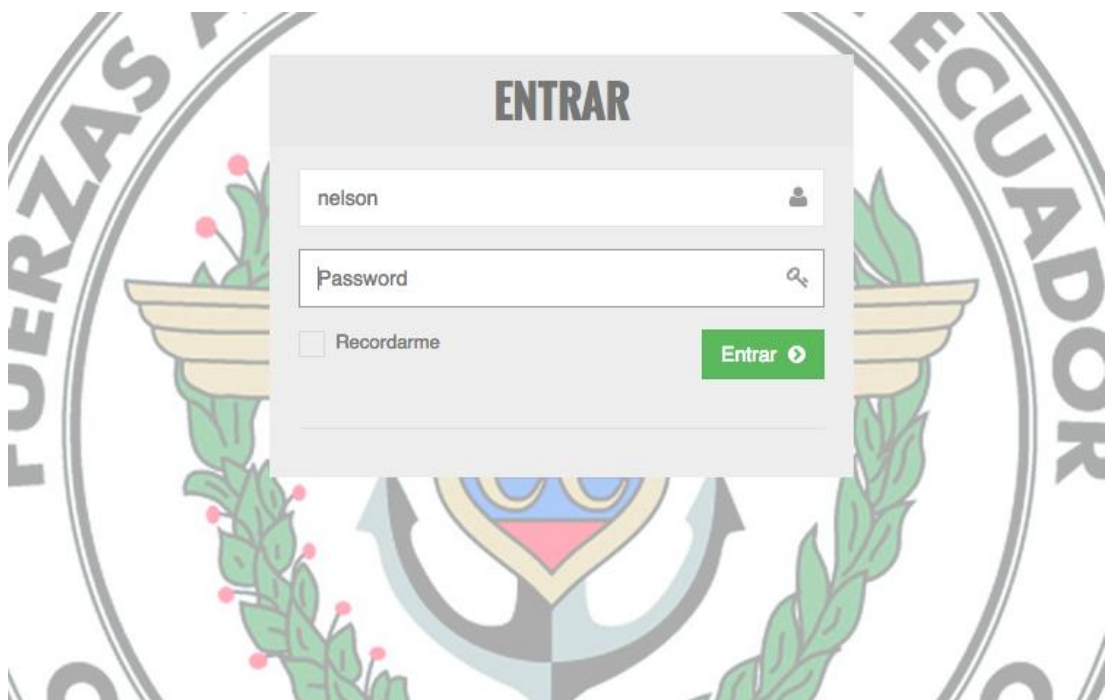 FUERZAS A
ECUADOR
ENTRAR
nelson
Password
Recordarme
Entrar